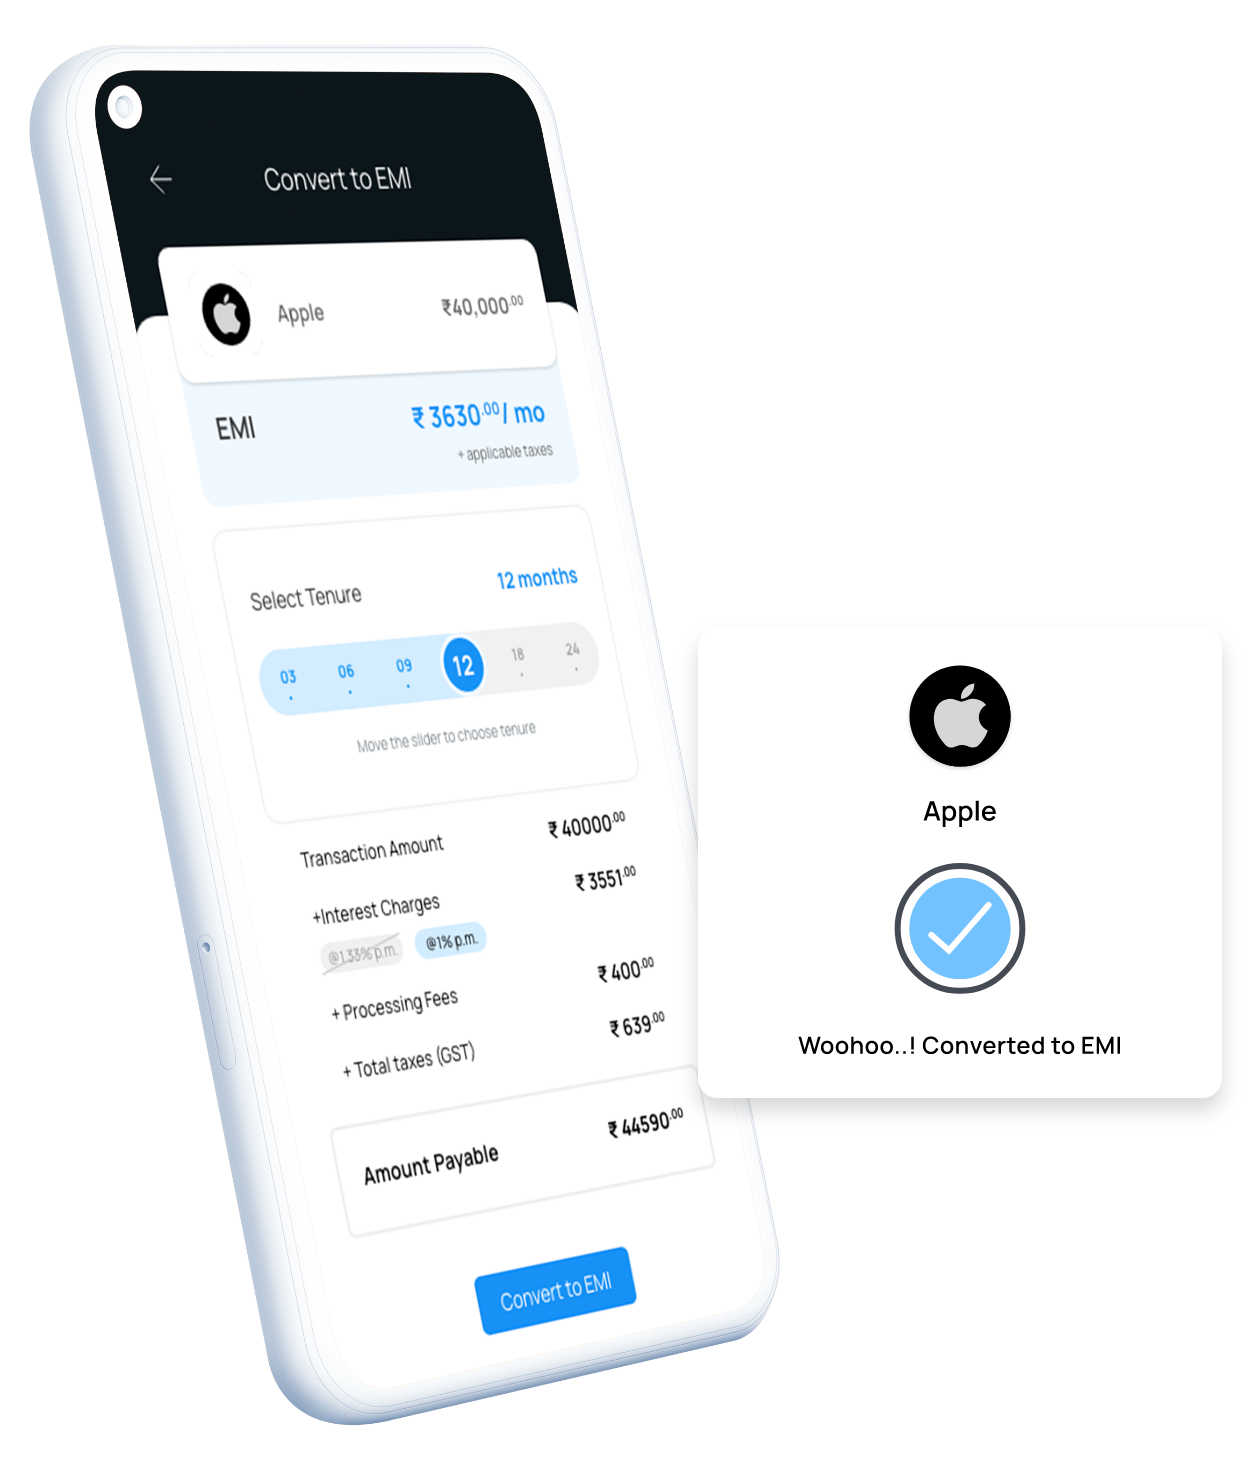 Convert to EMI
Apple ₹40,000.00
EMI ₹ 3630.00/ mo
+ applicable taxes
Select Tenure 12 months
03 06 09 12 18 24
Move the slider to choose tenure
Transaction Amount ₹ 40000.00
+Interest Charges ₹ 3551.00
@1.33% p.m. @1% p.m.
+ Processing Fees ₹ 400.00
+ Total taxes (GST) ₹ 639.00
Amount Payable ₹ 44590.00
Convert to EMI
Apple
Woohoo..! Converted to EMI